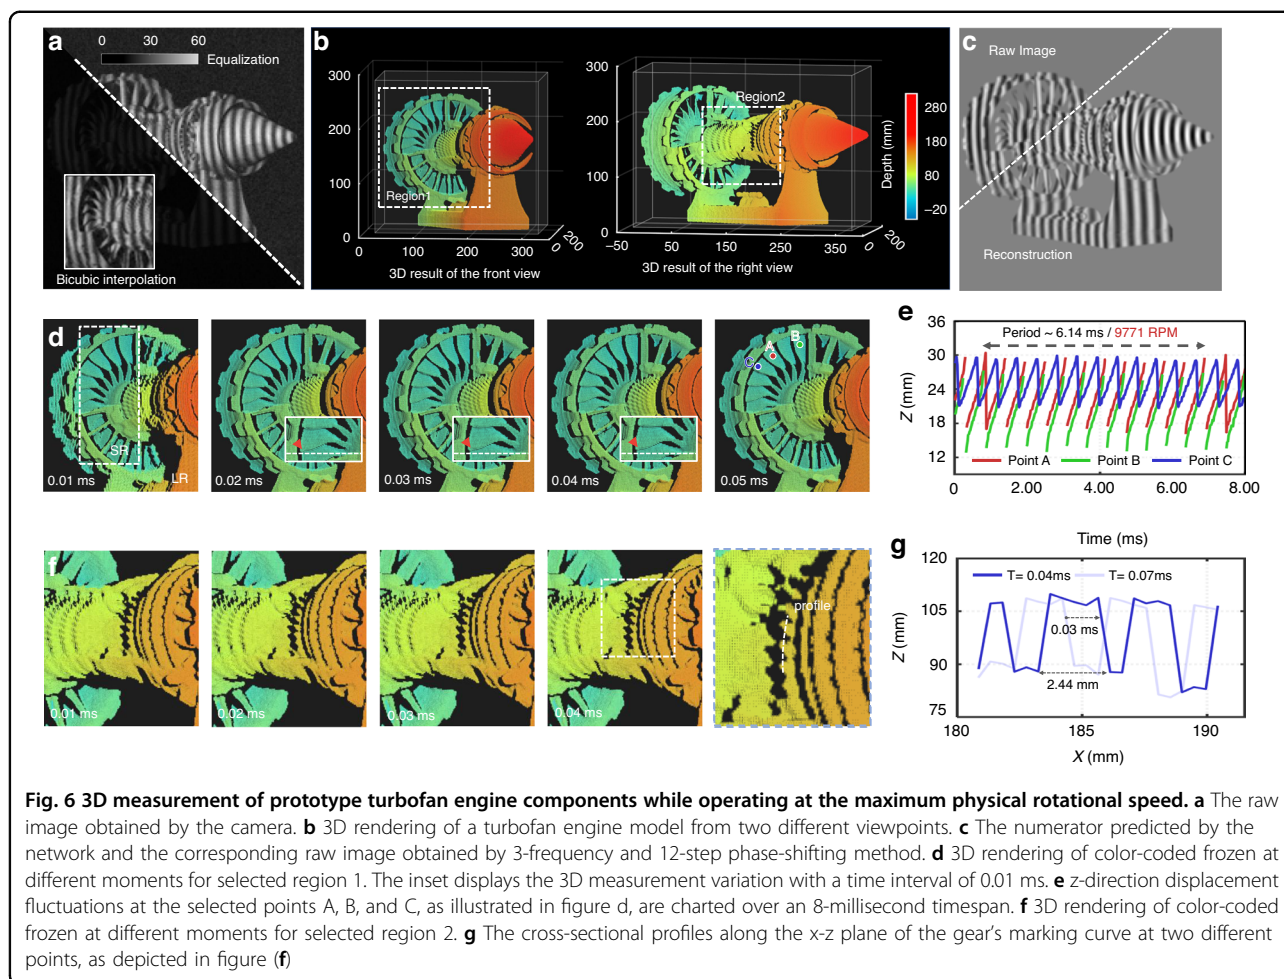 a
0 30 60
Equalization
Bicubic interpolation
b
300
200
100
0
0 100 200 300
0
200
Region1
3D result of the front view
300
200
100
0
−50 50 150 250 350
0
200
Region2
3D result of the right view
Depth (mm)
280
180
80
−20
c
Raw Image
Reconstruction
d
SR
LR
0.01 ms
0.02 ms
0.03 ms
0.04 ms
A
B
C
0.05 ms
e
36
30
24
18
12
Z (mm)
Period ~ 6.14 ms / 9771 RPM
Point A Point B Point C
0 2.00 4.00 6.00 8.00
Time (ms)
f
0.01 ms
0.02 ms
0.03 ms
0.04 ms
profile
g
120
105
90
75
Z (mm)
T= 0.04ms T= 0.07ms
0.03 ms
2.44 mm
180 185 190
X (mm)
Fig. 6 3D measurement of prototype turbofan engine components while operating at the maximum physical rotational speed. a The raw
image obtained by the camera. b 3D rendering of a turbofan engine model from two different viewpoints. c The numerator predicted by the
network and the corresponding raw image obtained by 3-frequency and 12-step phase-shifting method. d 3D rendering of color-coded frozen at
different moments for selected region 1. The inset displays the 3D measurement variation with a time interval of 0.01 ms. e z-direction displacement
fluctuations at the selected points A, B, and C, as illustrated in figure d, are charted over an 8-millisecond timespan. f 3D rendering of color-coded
frozen at different moments for selected region 2. g The cross-sectional profiles along the x-z plane of the gear's marking curve at two different
points, as depicted in figure (f)